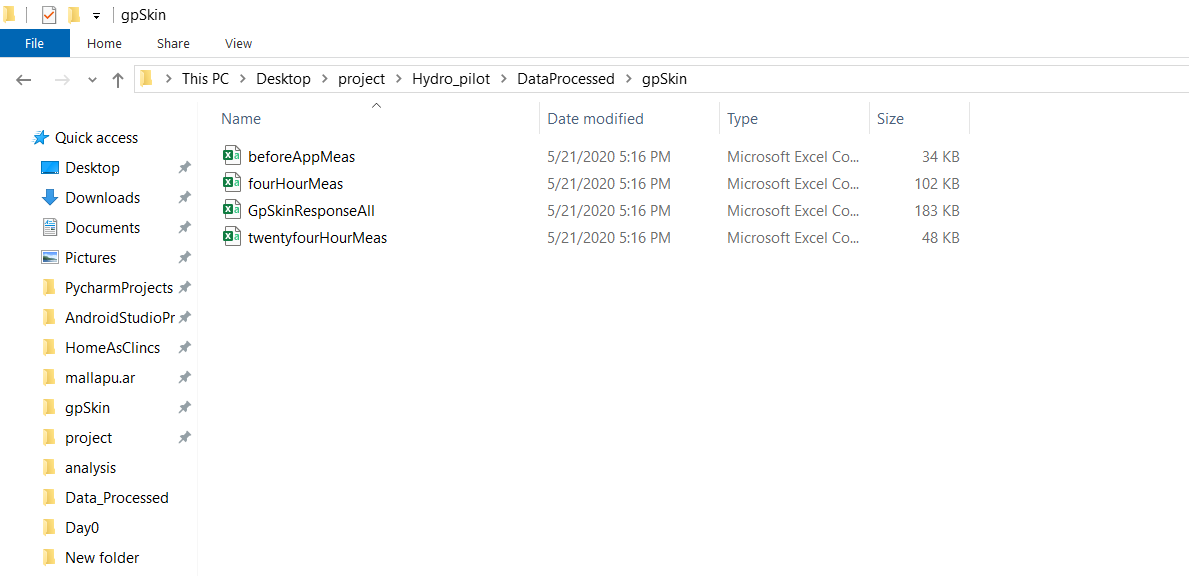 gpSkin
File Home Share View
This PC Desktop project Hydro_pilot DataProcessed gpSkin
Name Date modified Type Size
Quick access
Desktop
Downloads
Documents
Pictures
PycharmProjects
AndroidStudioPr
HomeAsClincs
mallapu.ar
gpSkin
project
analysis
Data_Processed
Day0
New folder
beforeAppMeas 5/21/2020 5:16 PM Microsoft Excel Co... 34 KB
fourHourMeas 5/21/2020 5:16 PM Microsoft Excel Co... 102 KB
GpSkinResponseAll 5/21/2020 5:16 PM Microsoft Excel Co... 183 KB
twentyfourHourMeas 5/21/2020 5:16 PM Microsoft Excel Co... 48 KB